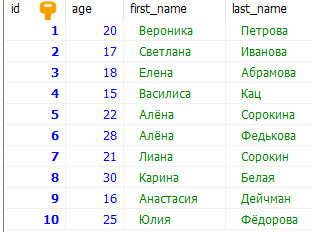 id age first_name last_name
1 20 Вероника Петрова
2 17 Светлана Иванова
3 18 Елена Абрамова
4 15 Василиса Кац
5 22 Алёна Сорокина
6 28 Алёна Федькова
7 21 Лиана Сорокин
8 30 Карина Белая
9 16 Анастасия Дейчман
10 25 Юлия Фёдорова